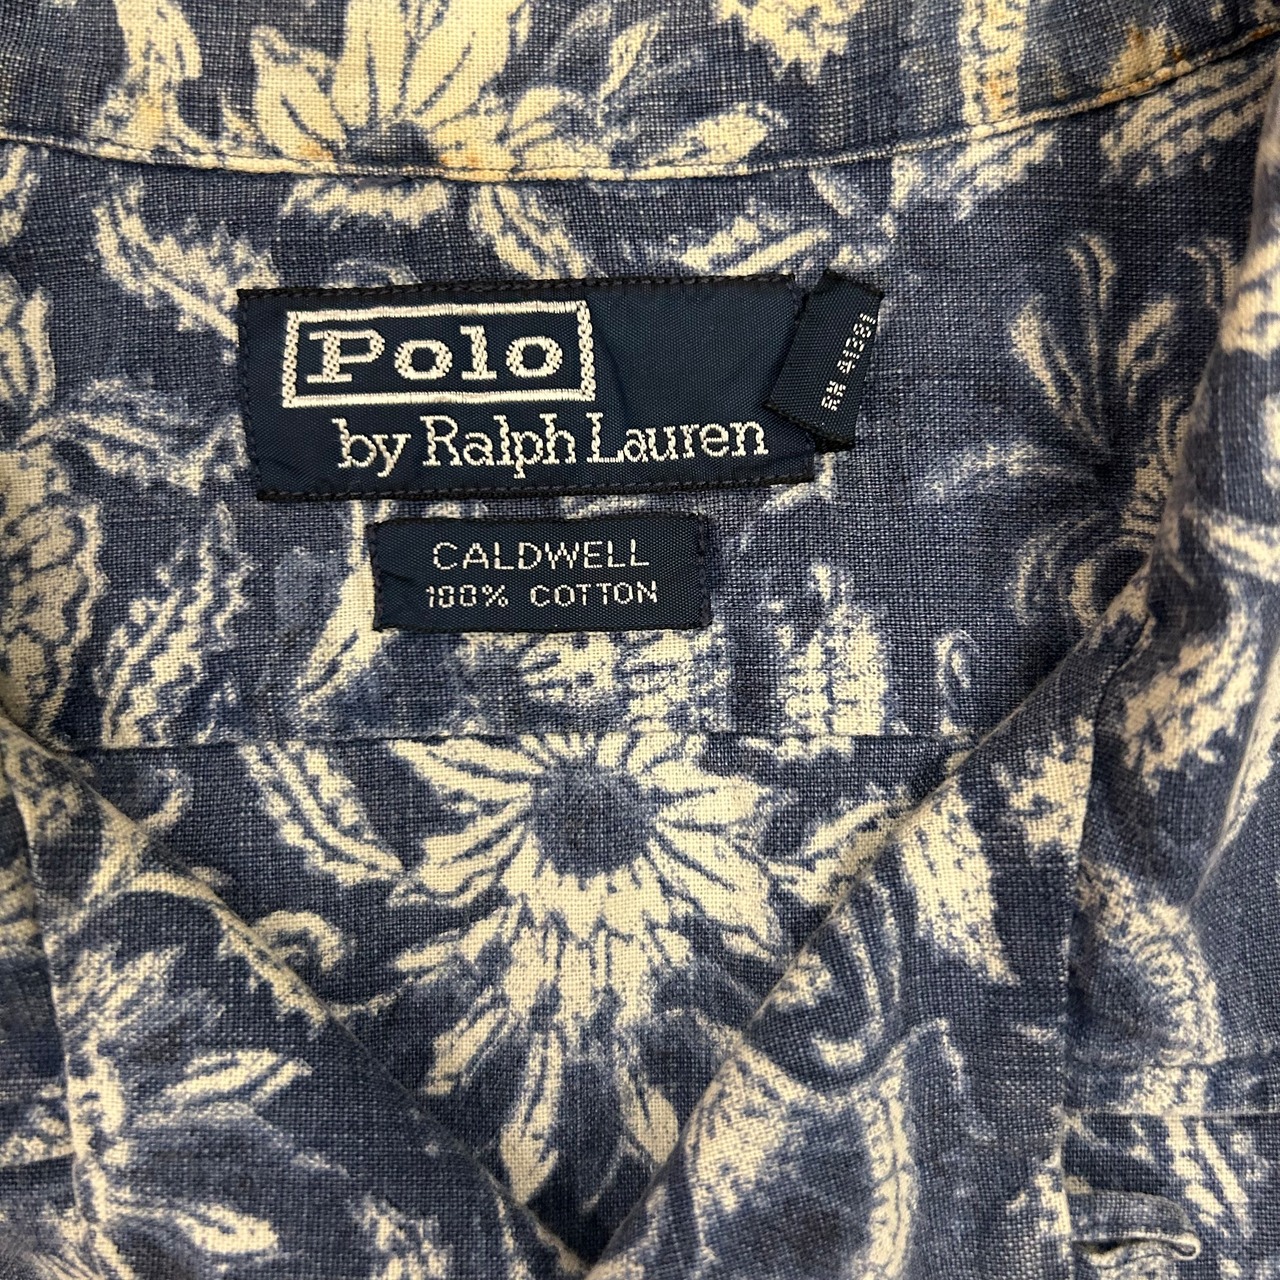 Polo
by Ralph Lauren
RN 41381
CALDWELL
100% COTTON